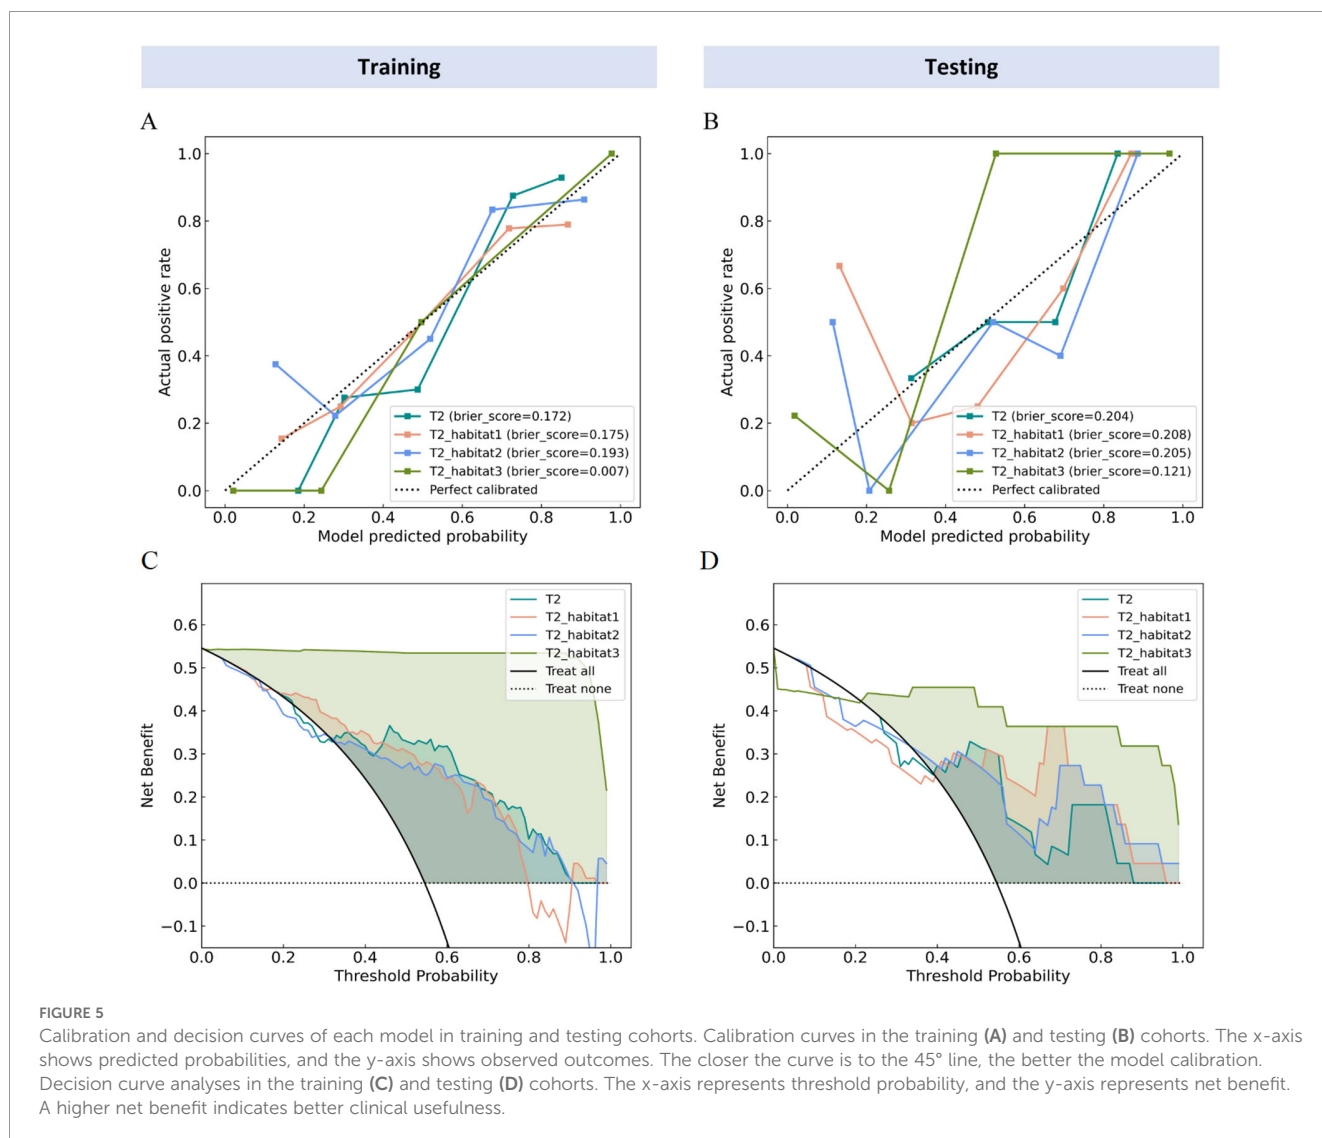 Training
Testing
A
B
1.0
0.8
0.6
0.4
0.2
0.0
Actual positive rate
T2 (brier_score=0.172)
T2_habitat1 (brier_score=0.175)
T2_habitat2 (brier_score=0.193)
T2_habitat3 (brier_score=0.007)
Perfect calibrated
0.0 0.2 0.4 0.6 0.8 1.0
Model predicted probability
1.0
0.8
0.6
0.4
0.2
0.0
Actual positive rate
T2 (brier_score=0.204)
T2_habitat1 (brier_score=0.208)
T2_habitat2 (brier_score=0.205)
T2_habitat3 (brier_score=0.121)
Perfect calibrated
0.0 0.2 0.4 0.6 0.8 1.0
Model predicted probability
C
D
0.6
0.5
0.4
0.3
0.2
0.1
0.0
−0.1
Net Benefit
T2
T2_habitat1
T2_habitat2
T2_habitat3
Treat all
Treat none
0.0 0.2 0.4 0.6 0.8 1.0
Threshold Probability
0.6
0.5
0.4
0.3
0.2
0.1
0.0
−0.1
Net Benefit
T2
T2_habitat1
T2_habitat2
T2_habitat3
Treat all
Treat none
0.0 0.2 0.4 0.6 0.8 1.0
Threshold Probability
FIGURE 5
Calibration and decision curves of each model in training and testing cohorts. Calibration curves in the training (A) and testing (B) cohorts. The x-axis
shows predicted probabilities, and the y-axis shows observed outcomes. The closer the curve is to the 45° line, the better the model calibration.
Decision curve analyses in the training (C) and testing (D) cohorts. The x-axis represents threshold probability, and the y-axis represents net benefit.
A higher net benefit indicates better clinical usefulness.